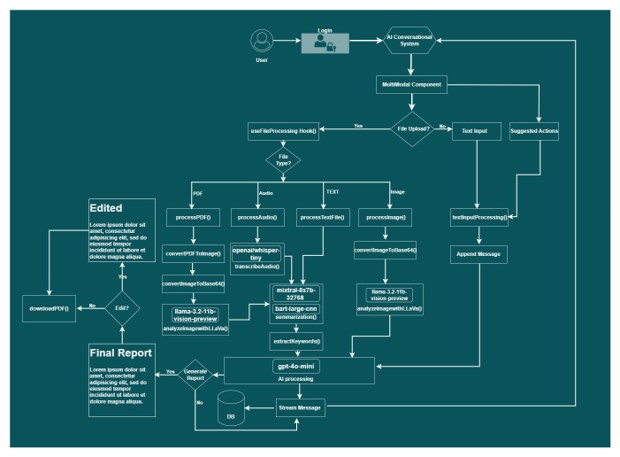 Login
User
AI Conversational
System
MultiModal Component
useFileProcessing Hook()
Yes
File Upload?
No
Text Input
Suggested Actions
File
Type?
PDF
Audio
TEXT
Image
processPDF()
processAudio()
processTextFile()
processImage()
textInputProcessing()
Edited
Lorem ipsum dolor sit
amet, consectetur
adipisicing elit, sed do
eiusmod tempor
incididunt ut labore et
dolore magna aliqua.
convertPDFToImage()
openai/whisper-
tiny
transcribeAudio()
convertImageToBase64()
Append Message
Yes
convertImageToBase64()
downloadPDF()
No
Edit?
llama-3.2-11b-
vision-preview
analyzeImagewithLLaVa()
mixtral-8x7b-
32768
bart-large-cnn
summarization()
llama-3.2-11b-
vision-preview
analyzeImagewithLLaVa()
extractKeywords()
Final Report
Lorem ipsum dolor sit
amet, consectetur
adipisicing elit, sed do
eiusmod tempor
incididunt ut labore et
dolore magna aliqua.
Yes
Generate
Report
No
gpt-4o-mini
AI processing
DB
Stream Message